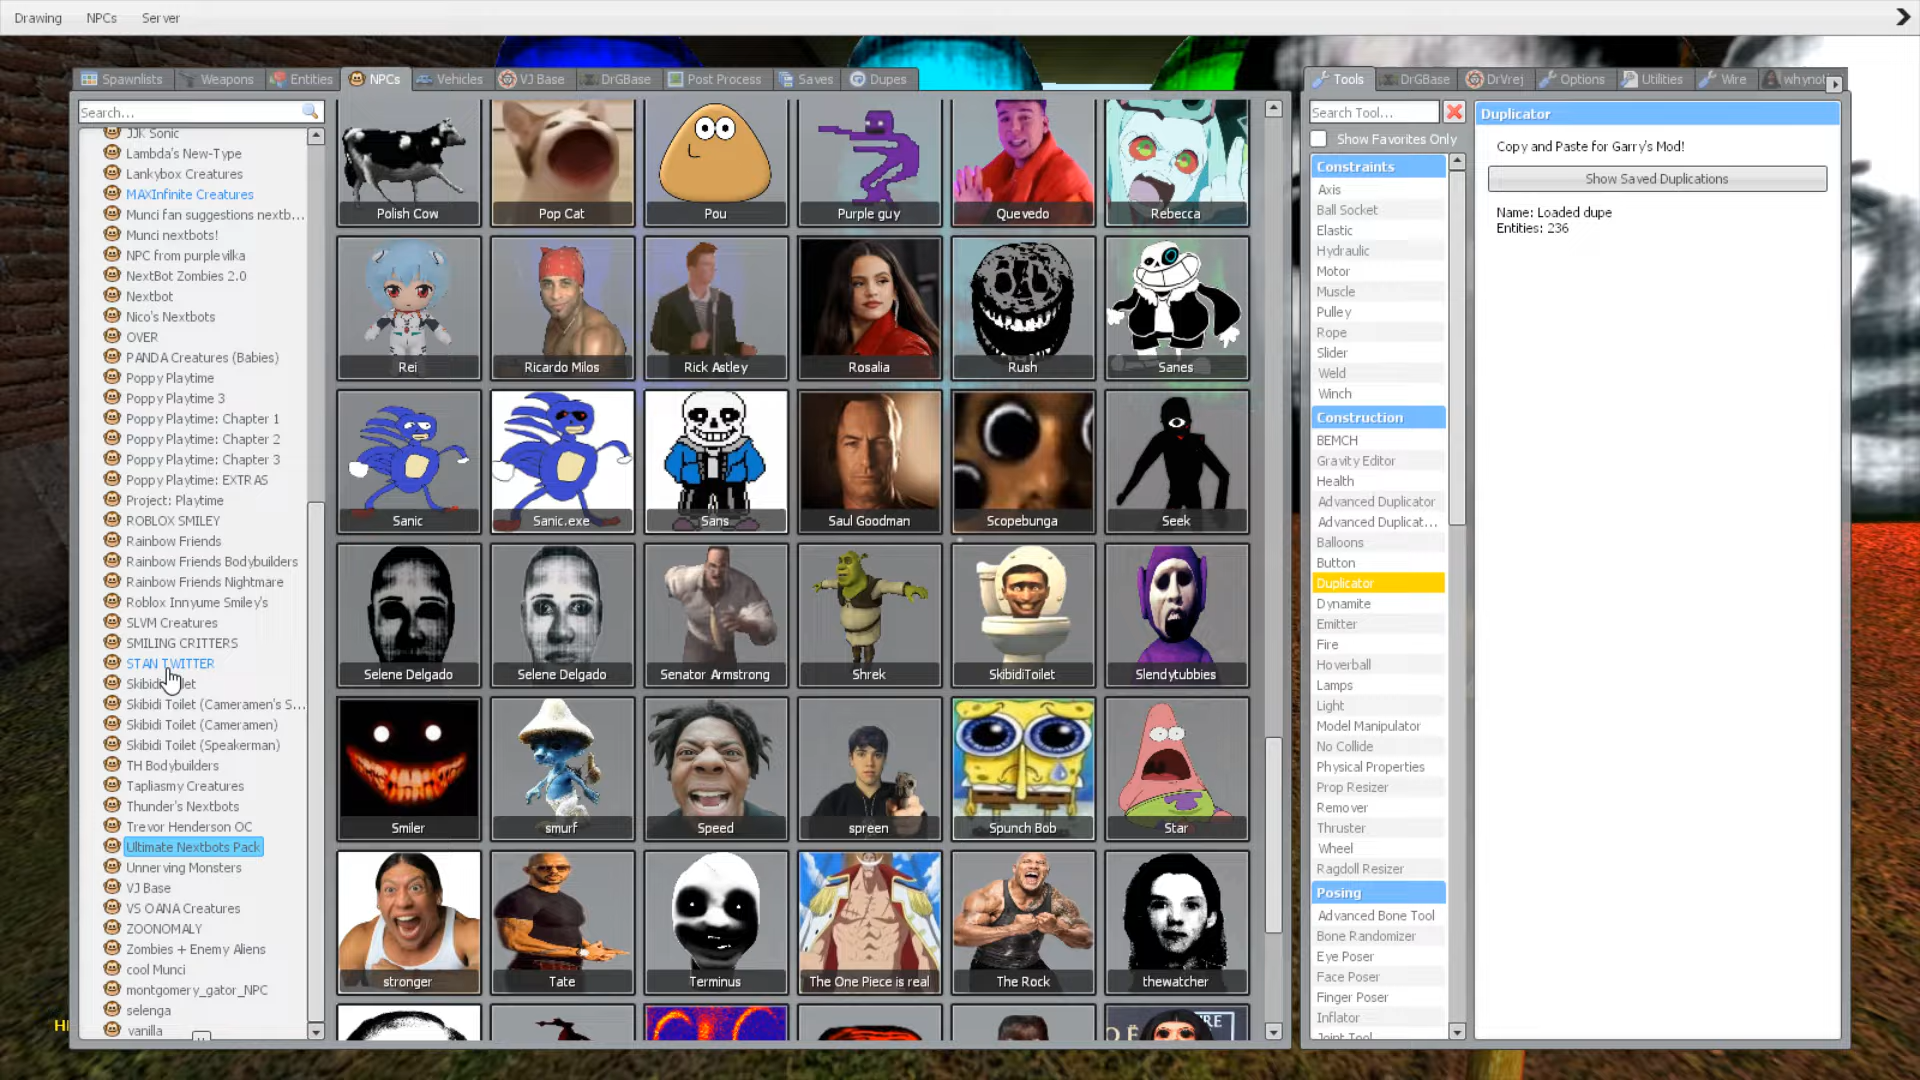 Drawing NPCs Server
Spawnlists Weapons Entities NPCs Vehicles VJ Base DrGBase Post Process Saves Dupes
Search...
JJK Sonic
Lambda's New-Type
Lankybox Creatures
MAXInfinite Creatures
Munci fan suggestions nextb...
Munci nextbots!
NPC from purplevilka
NextBot Zombies 2.0
Nextbot
Nico's Nextbots
OVER
PANDA Creatures (Babies)
Poppy Playtime
Poppy Playtime 3
Poppy Playtime: Chapter 1
Poppy Playtime: Chapter 2
Poppy Playtime: Chapter 3
Poppy Playtime: EXTRAS
Project: Playtime
ROBLOX SMILEY
Rainbow Friends
Rainbow Friends Bodybuilders
Rainbow Friends Nightmare
Roblox Innyume Smiley's
SLVM Creatures
SMILING CRITTERS
STAN TWITTER
Skibidi Toilet
Skibidi Toilet (Cameramen's S...
Skibidi Toilet (Cameramen)
Skibidi Toilet (Speakerman)
TH Bodybuilders
Tapliasmy Creatures
Thunder's Nextbots
Trevor Henderson OC
Ultimate Nextbots Pack
Unnerving Monsters
VJ Base
VS OANA Creatures
ZOONOMALY
Zombies + Enemy Aliens
cool Munci
montgomery_gator_NPC
selenga
vanilla
Polish Cow Pop Cat Pou Purple guy Quevedo Rebecca
Rei Ricardo Milos Rick Astley Rosalia Rush Sanes
Sanic Sanic.exe Sans Saul Goodman Scopebunga Seek
Selene Delgado Selene Delgado Senator Armstrong Shrek SkibidiToilet Slendytubbies
Smiler smurf Speed spreen Spunch Bob Star
stronger Tate Terminus The One Piece is real The Rock thewatcher
Tools DrGBase DrVrej Options Utilities Wire whynot
Search Tool...
Show Favorites Only
Constraints
Axis
Ball Socket
Elastic
Hydraulic
Motor
Muscle
Pulley
Rope
Slider
Weld
Winch
Construction
BEMCH
Gravity Editor
Health
Advanced Duplicator
Advanced Duplicat...
Balloons
Button
Duplicator
Dynamite
Emitter
Fire
Hoverball
Lamps
Light
Model Manipulator
No Collide
Physical Properties
Prop Resizer
Remover
Thruster
Wheel
Ragdoll Resizer
Posing
Advanced Bone Tool
Bone Randomizer
Eye Poser
Face Poser
Finger Poser
Inflator
Joint Tool
Duplicator
Copy and Paste for Garry's Mod!
Show Saved Duplications
Name: Loaded dupe
Entities: 236